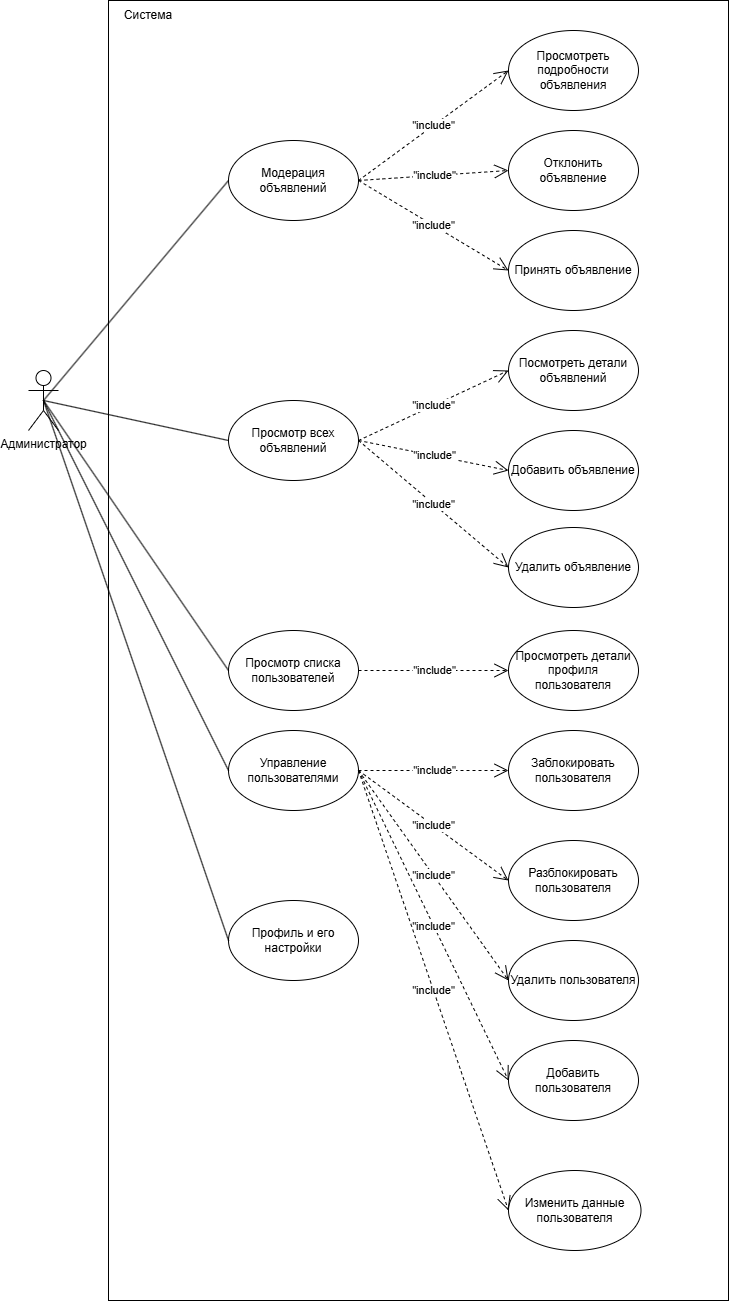 Система
Просмотреть
подробности
объявления
"include"
Модерация
объявлений
"include"
Отклонить
объявление
"include"
Принять объявление
Администратор
Посмотреть детали
объявлений
"include"
Просмотр всех
объявлений
"include"
Добавить объявление
"include"
Удалить объявление
Просмотр списка
пользователей
"include"
Просмотреть детали
профиля
пользователя
Управление
пользователями
"include"
Заблокировать
пользователя
"include"
Разблокировать
пользователя
"include"
Профиль и его
настройки
"include"
Удалить пользователя
"include"
Добавить
пользователя
Изменить данные
пользователя